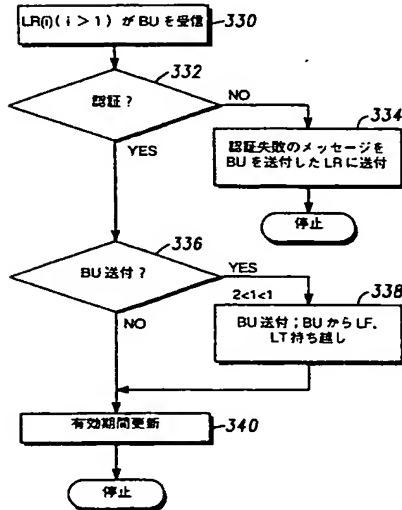 LR(i)(i>1)がBUを受信
330
332
認証?
NO
YES
334
認証失敗のメッセージを
BUを送付したLRに送付
停止
336
BU送付?
YES
2<1<1
NO
338
BU送付;BUからLF、
LT持ち越し
有効期間更新
340
停止